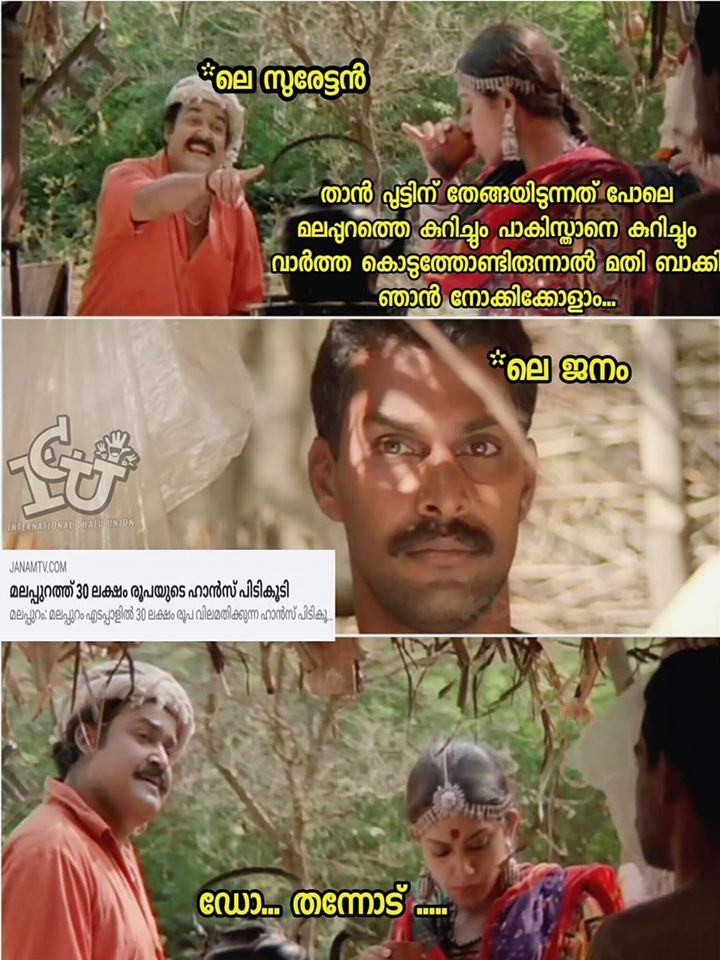 *ലെ സുരേട്ടൻ
താൻ പുട്ടിന് തേങ്ങയിടുന്നത് പോലെ
മലപ്പുറത്തെ കുറിച്ചും പാകിസ്താനെ കുറിച്ചും
വാർത്ത കൊടുത്തോണ്ടിരുന്നാൽ മതി ബാക്കി
ഞാൻ നോക്കിക്കോളാം...
*ലെ ജനം
ICU
INTERNATIONAL CHALU UNION
JANAMTV.COM
മലപ്പുറത്ത് 30 ലക്ഷം രൂപയുടെ ഹാൻസ് പിടികൂടി
മലപ്പുറം: മലപ്പുറം എടപ്പാളിൽ 30 ലക്ഷം രൂപ വിലമതിക്കുന്ന ഹാൻസ് പിടികൂ...
ഡോ... തന്നോട് .....